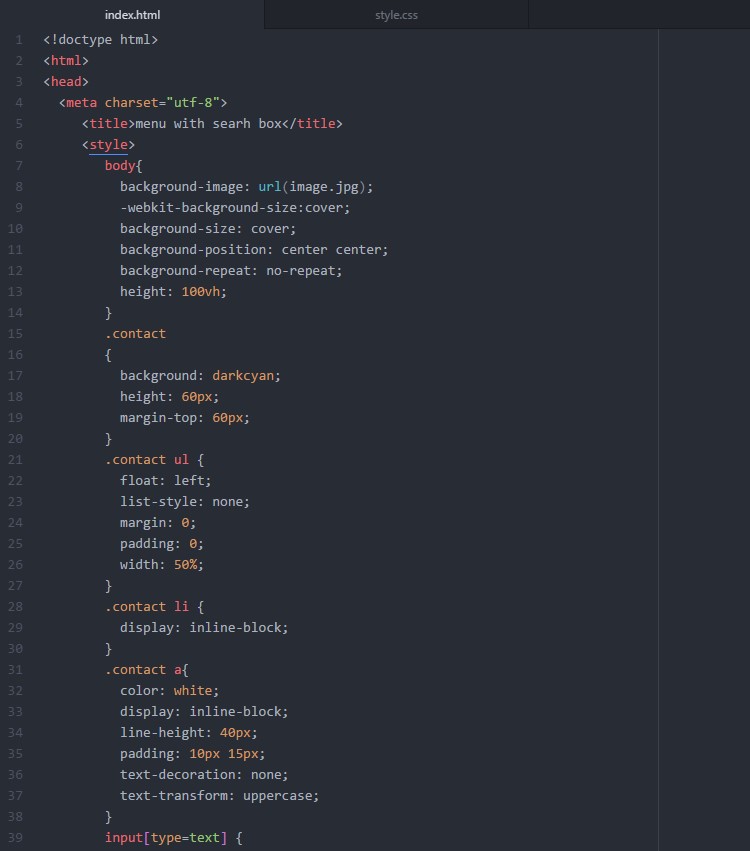 index.html style.css
1 <!doctype html>
2 <html>
3 <head>
4 <meta charset="utf-8">
5 <title>menu with searh box</title>
6 <style>
7 body{
8 background-image: url(image.jpg);
9 -webkit-background-size:cover;
10 background-size: cover;
11 background-position: center center;
12 background-repeat: no-repeat;
13 height: 100vh;
14 }
15 .contact
16 {
17 background: darkcyan;
18 height: 60px;
19 margin-top: 60px;
20 }
21 .contact ul {
22 float: left;
23 list-style: none;
24 margin: 0;
25 padding: 0;
26 width: 50%;
27 }
28 .contact li {
29 display: inline-block;
30 }
31 .contact a{
32 color: white;
33 display: inline-block;
34 line-height: 40px;
35 padding: 10px 15px;
36 text-decoration: none;
37 text-transform: uppercase;
38 }
39 input[type=text] {